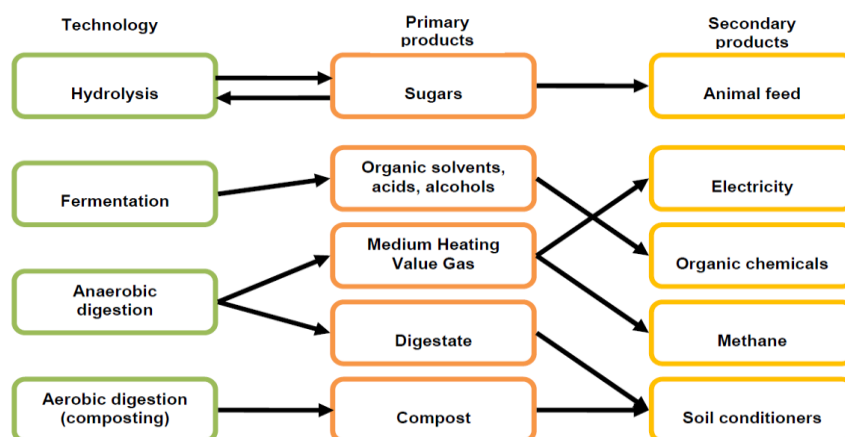 Technology
Primary
products
Secondary
products
Hydrolysis
Sugars
Animal feed
Fermentation
Organic solvents,
acids, alcohols
Electricity
Anaerobic
digestion
Medium Heating
Value Gas
Organic chemicals
Digestate
Methane
Aerobic digestion
(composting)
Compost
Soil conditioners